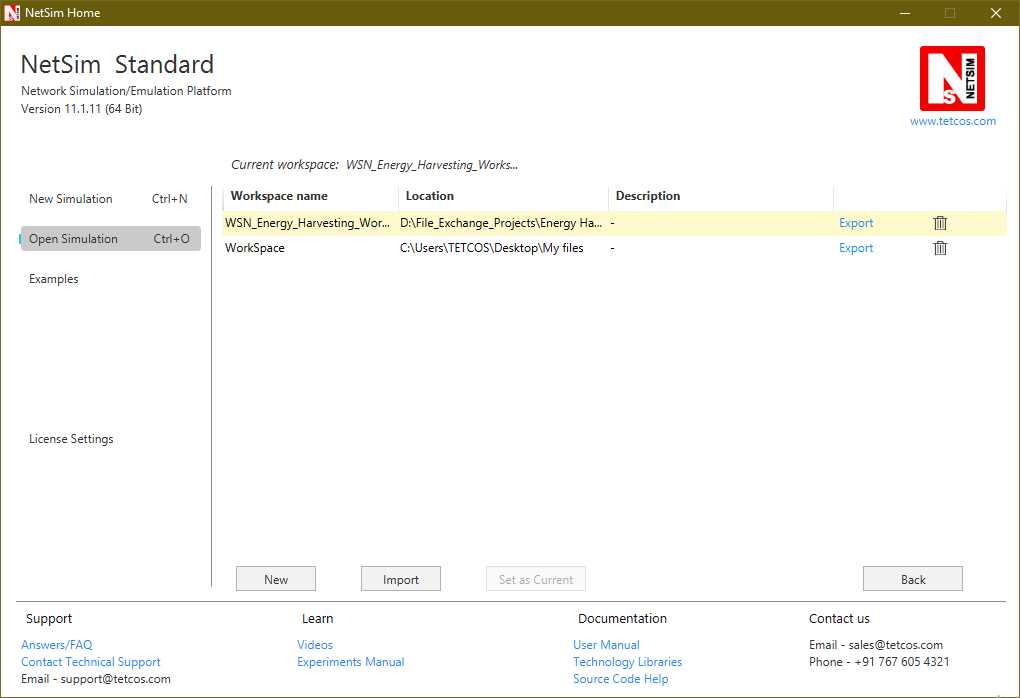 NetSim Home
NetSim Standard
Network Simulation/Emulation Platform
Version 11.1.11 (64 Bit)
NS NETSIM
www.tetcos.com
Current workspace: WSN_Energy_Harvesting_Works...
New Simulation Ctrl+N
Open Simulation Ctrl+O
Examples
License Settings
Workspace name Location Description
WSN_Energy_Harvesting_Wor... D:\File_Exchange_Projects\Energy Ha... - Export
WorkSpace C:\Users\TETCOS\Desktop\My files - Export
New Import Set as Current Back
Support Learn Documentation Contact us
Answers/FAQ Videos User Manual Email - sales@tetcos.com
Contact Technical Support Experiments Manual Technology Libraries Phone - +91 767 605 4321
Email - support@tetcos.com Source Code Help